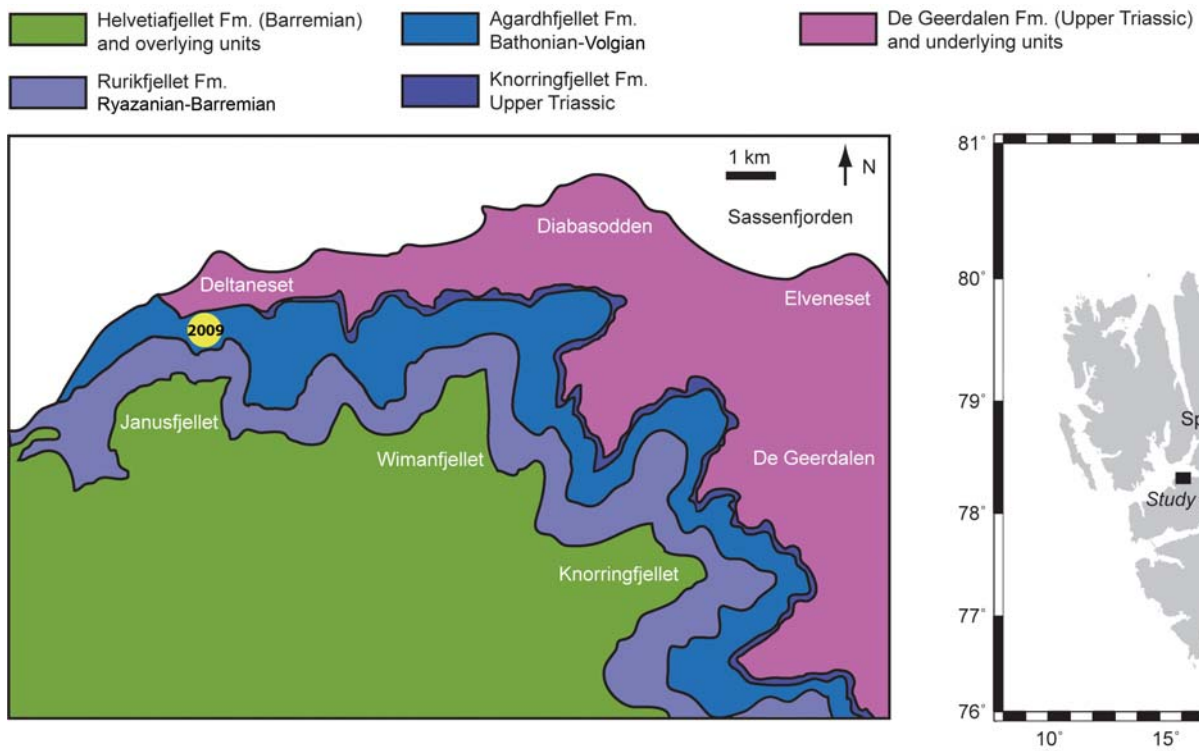 Helvetiafjellet Fm. (Barremian)
and overlying units
Agardhfjellet Fm.
Bathonian-Volgian
De Geerdalen Fm. (Upper Triassic)
and underlying units
Rurikfjellet Fm.
Ryazanian-Barremian
Knorringfjellet Fm.
Upper Triassic
1 km
N
Sassenfjorden
Diabasodden
Deltaneset
Elveneset
2009
Janusfjellet
Wimanfjellet
De Geerdalen
Knorringfjellet
81°
80°
79°
Sp
78°
Study
77°
76°
10°
15°